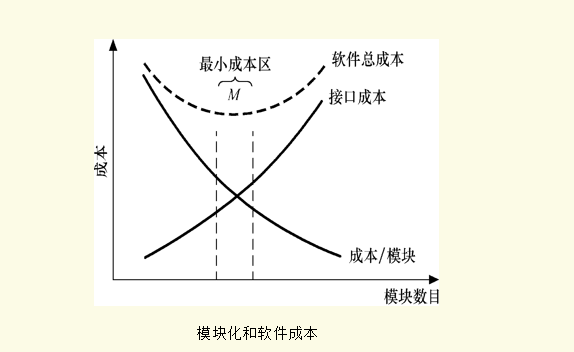 最小成本区
M
软件总成本
接口成本
成本
成本/模块
模块数目
模块化和软件成本